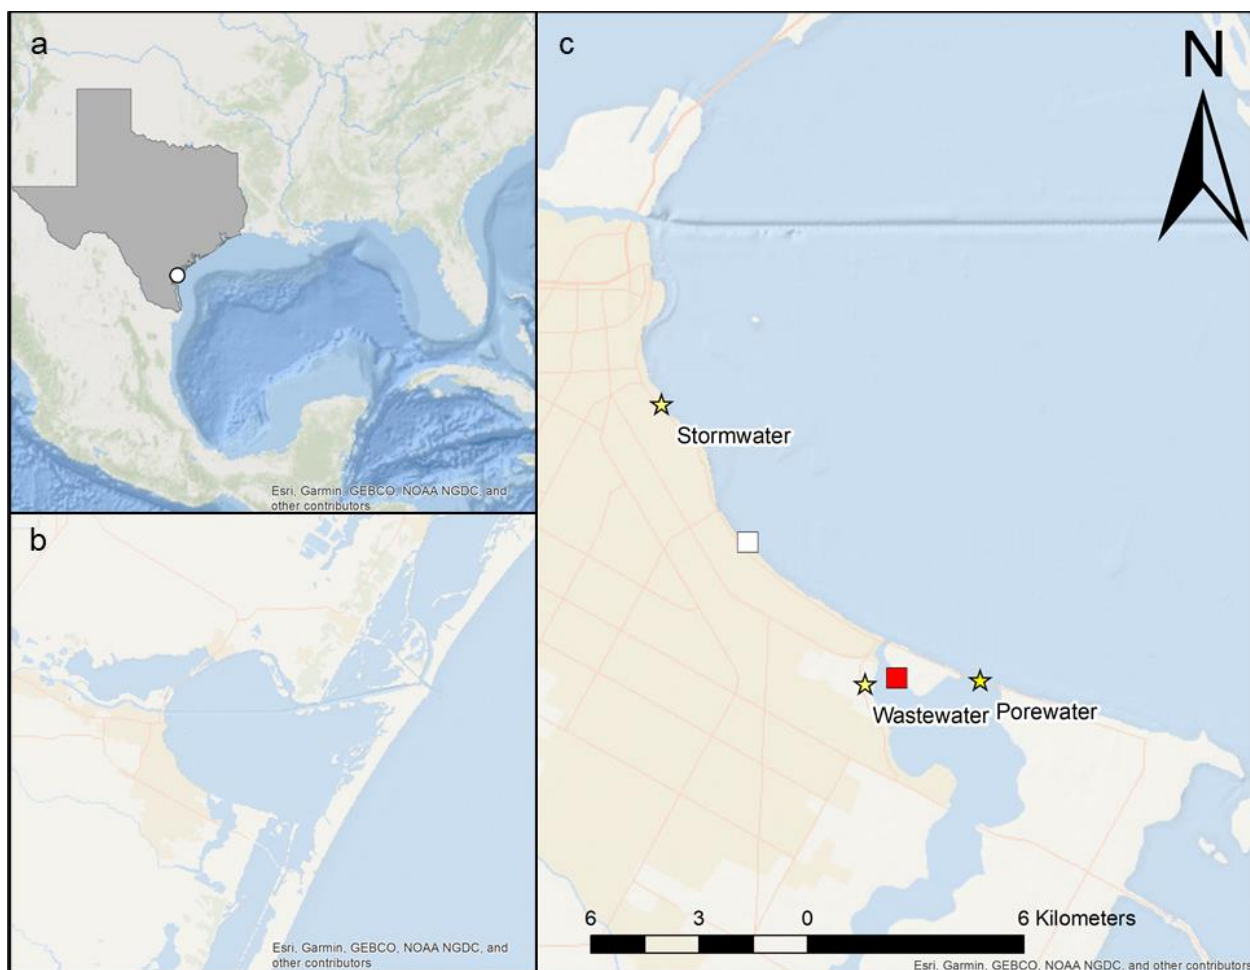 a
Esri, Garmin, GEBCO, NOAA NGDC, and
other contributors
b
Esri, Garmin, GEBCO, NOAA NGDC, and
other contributors
c
N
Stormwater
Wastewater
Porewater
6 3 0 6 Kilometers
Esri, Garmin, GEBCO, NOAA NGDC, and other contributors